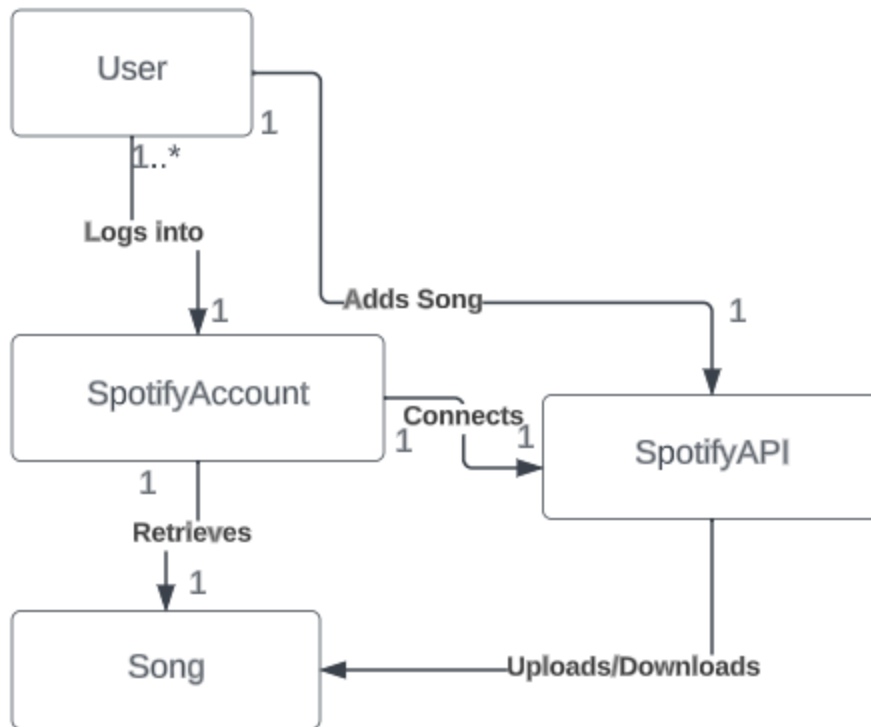 User
1
1..*
Logs into
1
Adds Song
1
SpotifyAccount
Connects
1
1
SpotifyAPI
1
Retrieves
1
Song
Uploads/Downloads